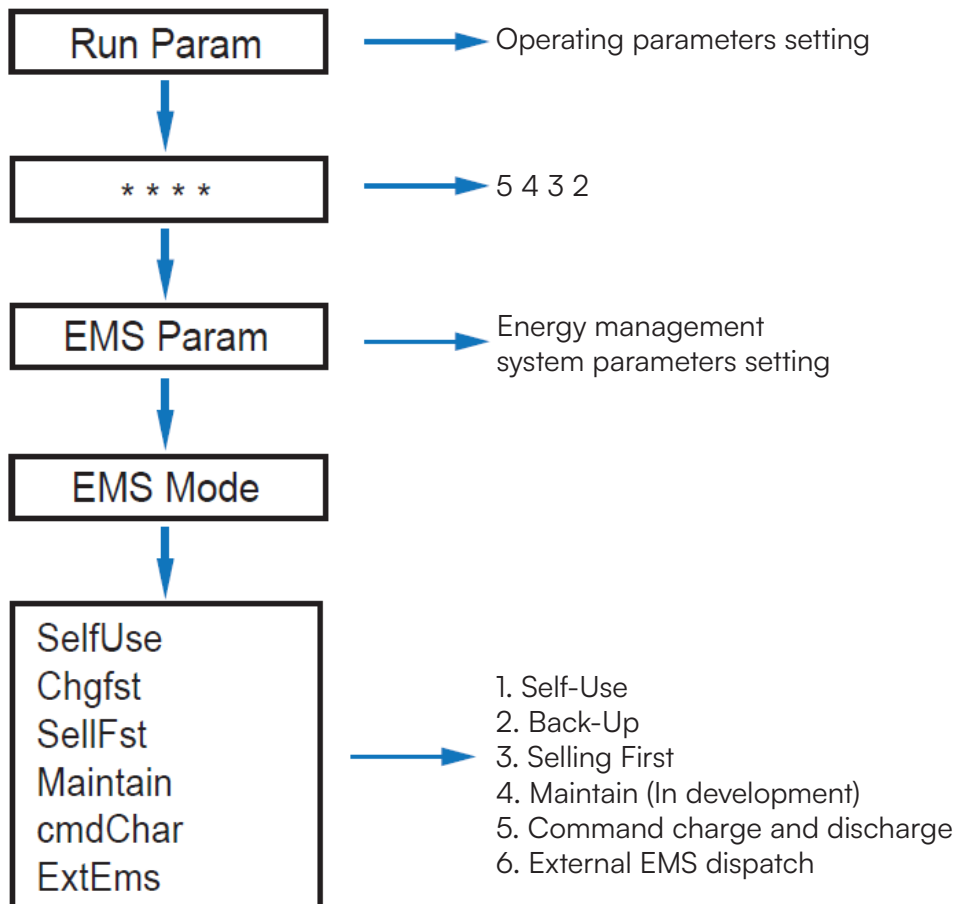 Run Param
Operating parameters setting
* * * *
5 4 3 2
EMS Param
Energy management
system parameters setting
EMS Mode
SelfUse
Chgfst
SellFst
Maintain
cmdChar
ExtEms
1. Self-Use
2. Back-Up
3. Selling First
4. Maintain (In development)
5. Command charge and discharge
6. External EMS dispatch